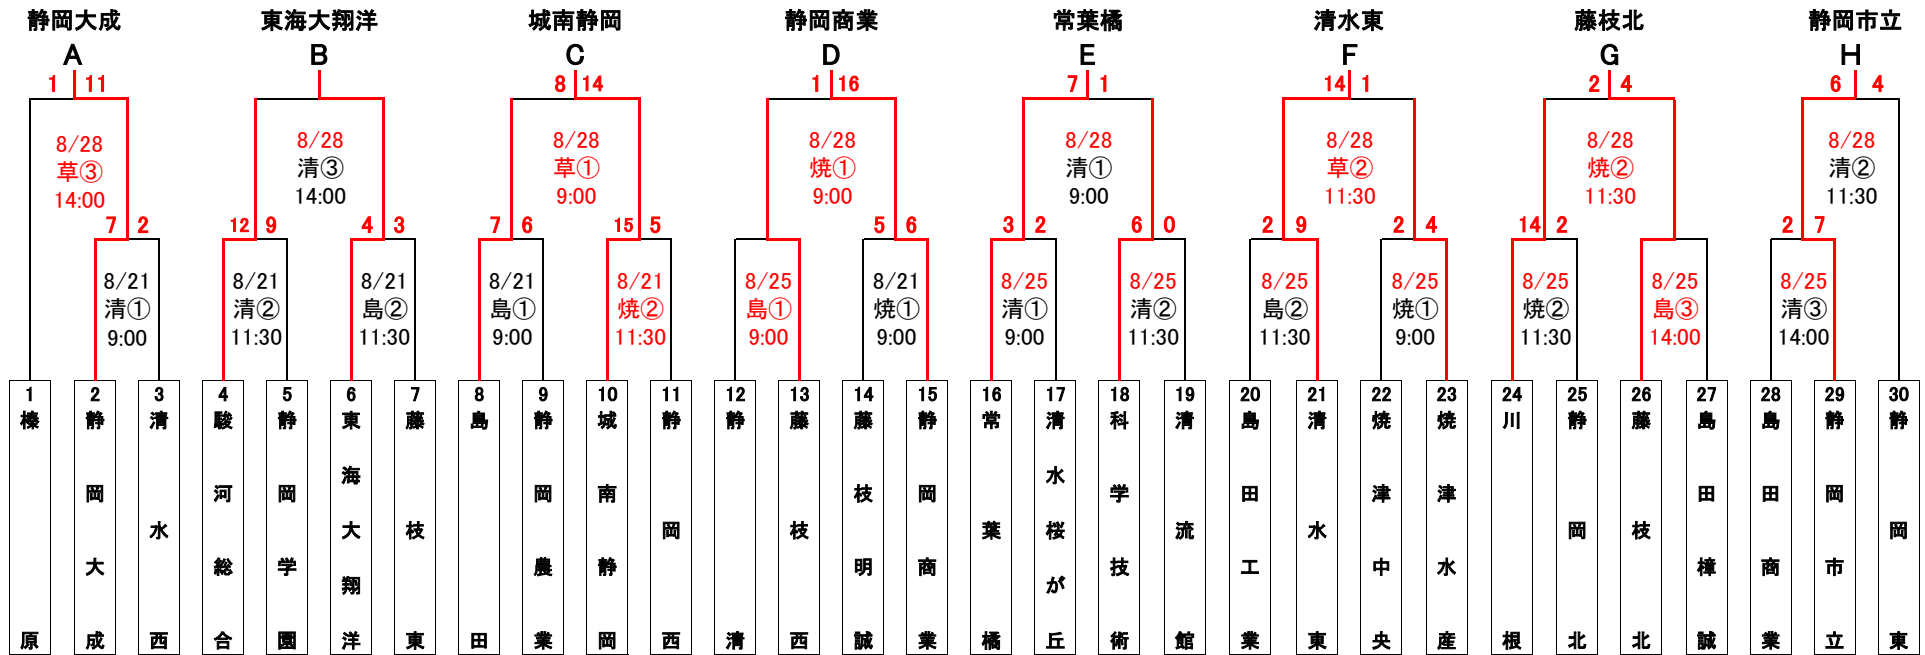 静岡大成 東海大翔洋 城南静岡 静岡商業 常葉橘 清水東 藤枝北 静岡市立
A B C D E F G H
1 11 8 14 1 16 7 1 14 1 2 4 6 4
8/28 8/28 8/28 8/28 8/28 8/28 8/28 8/28
草③ 清③ 草① 焼① 清① 草② 焼② 清②
14:00 14:00 9:00 9:00 9:00 11:30 11:30 11:30
7 2 12 9 4 3 7 6 15 5 5 6 3 2 6 0 2 9 2 4 14 2 2 7
8/21 8/21 8/21 8/21 8/21 8/25 8/21 8/25 8/25 8/25 8/25 8/25 8/25 8/25
清① 清② 島② 島① 焼② 島① 焼① 清① 清② 島② 焼① 焼② 島③ 清③
9:00 11:30 11:30 9:00 11:30 9:00 9:00 9:00 11:30 11:30 9:00 11:30 14:00 14:00
1 榛原
2 静岡大成
3 清水西
4 駿河総合
5 静岡学園
6 東海大翔洋
7 藤枝東
8 島田
9 静岡農業
10 城南静岡
11 静岡西
12 静清
13 藤枝西
14 藤枝明誠
15 静岡商業
16 常葉橘
17 清水桜が丘
18 科学技術
19 清流館
20 島田工業
21 清水東
22 焼津中央
23 焼津水産
24 川根
25 静岡北
26 藤枝北
27 島田樟誠
28 島田商業
29 静岡市立
30 静岡東